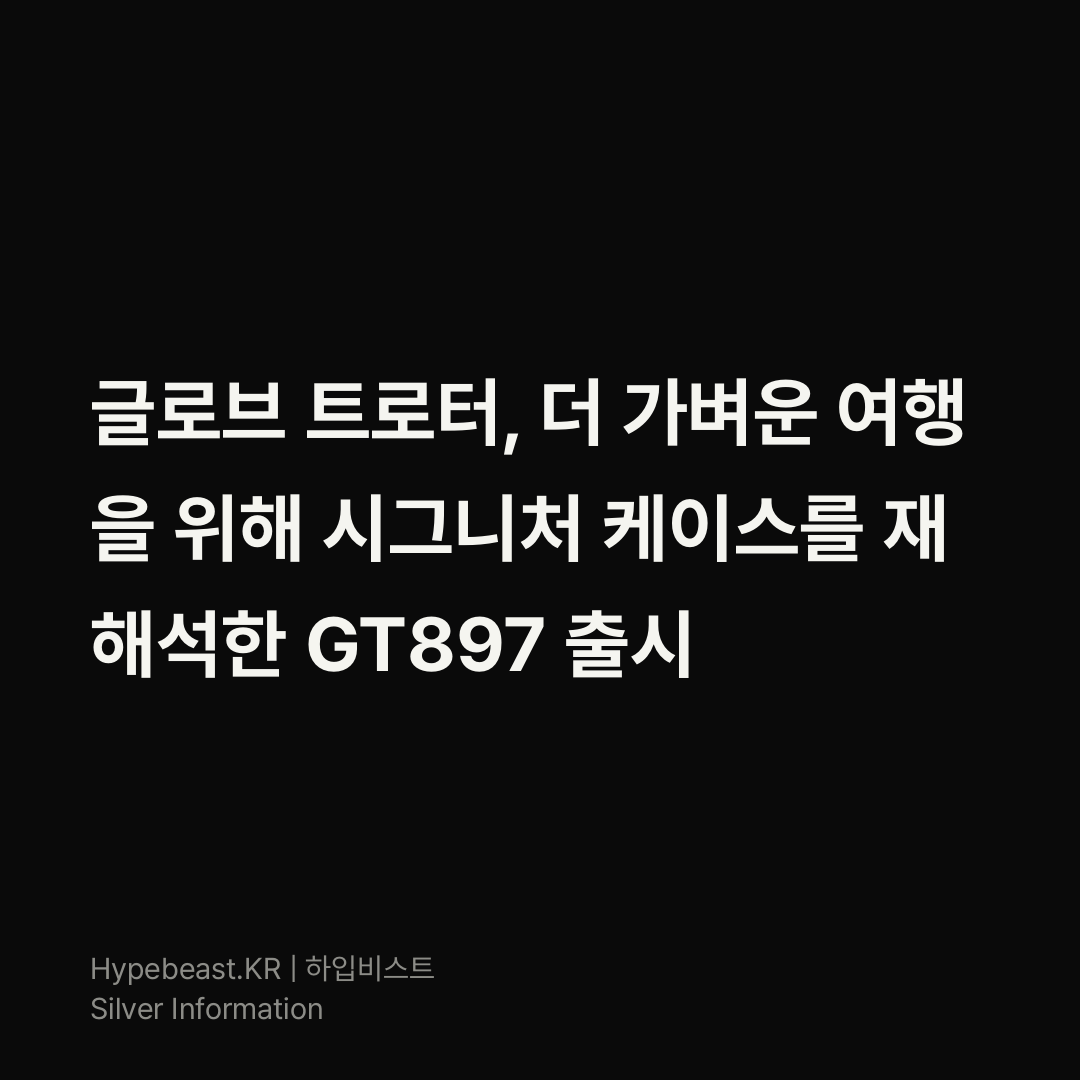 글로브 트로터, 더 가벼운 여행
을 위해 시그니처 케이스를 재
해석한 GT897 출시
Hypebeast.KR | 하입비스트
Silver Information